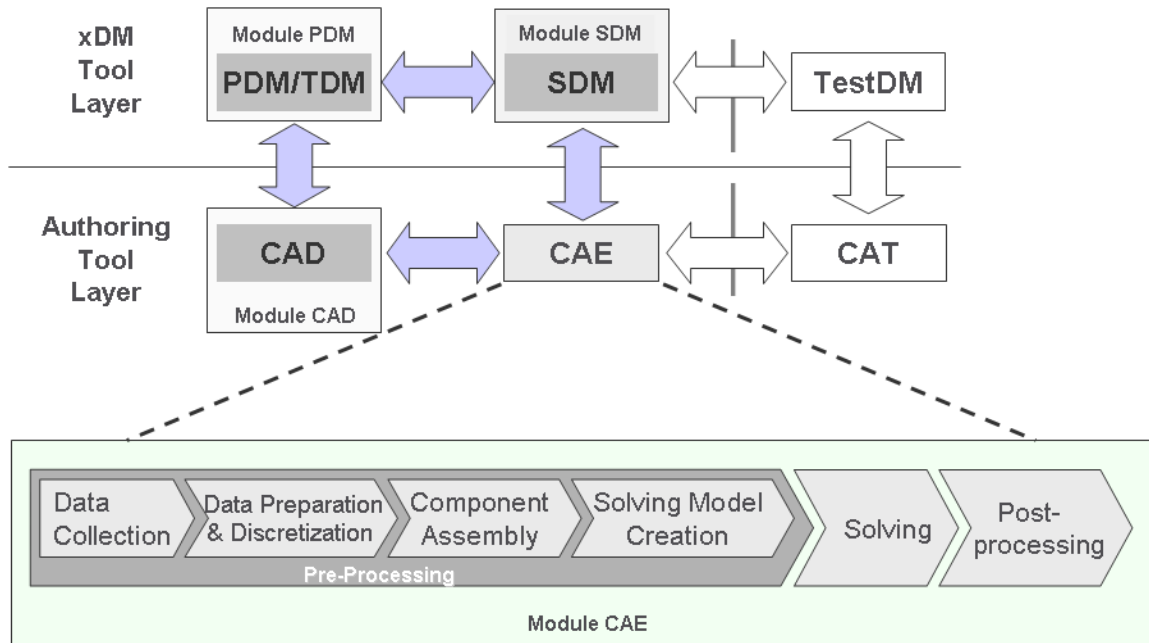 xDM
Tool
Layer
Module PDM
PDM/TDM
Module SDM
SDM
TestDM
Authoring
Tool
Layer
CAD
Module CAD
CAE
CAT
Data
Collection
Data Preparation
& Discretization
Component
Assembly
Solving Model
Creation
Pre-Processing
Solving
Post-
processing
Module CAE